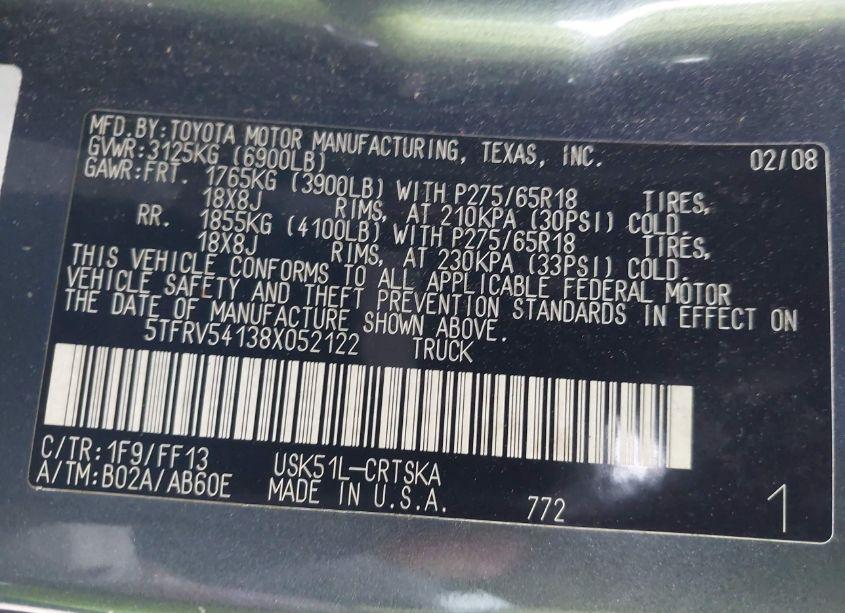 MFD.BY:TOYOTA MOTOR MANUFACTURING, TEXAS, INC. 02/08
GVWR:3125KG (6900LB)
GAWR:FRT. 1765KG (3900LB) WITH P275/65R18 TIRES,
18X8J RIMS, AT 210KPA (30PSI) COLD.
RR. 1855KG (4100LB) WITH P275/65R18 TIRES,
18X8J RIMS, AT 230KPA (33PSI) COLD.
THIS VEHICLE CONFORMS TO ALL APPLICABLE FEDERAL MOTOR
VEHICLE SAFETY AND THEFT PREVENTION STANDARDS IN EFFECT ON
THE DATE OF MANUFACTURE SHOWN ABOVE.
5TFRV54138X052122 TRUCK
C/TR:1F9/FF13 USK51L-CRTSKA
A/TM:B02A/AB60E MADE IN U.S.A. 772 1